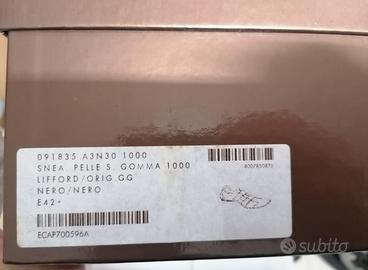 091835 A3N30 1000
SNEA. PELLE S. GOMMA 1000
LIFFORD/ORIG.GG
NERO/NERO
E42+
ECAP700596A
subito